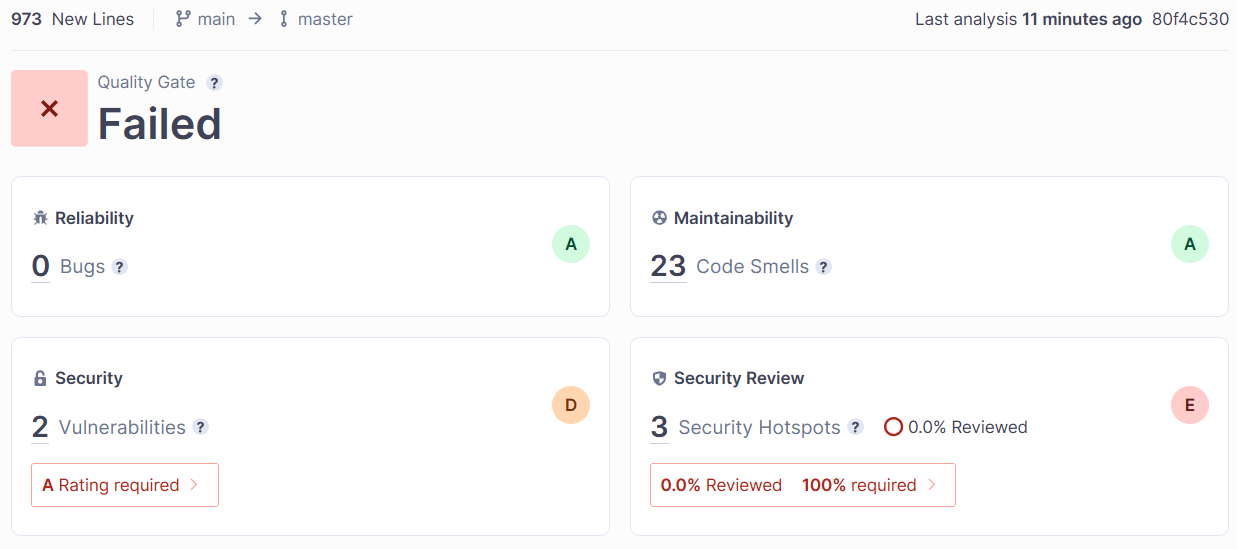 973 New Lines main → master Last analysis 11 minutes ago 80f4c530
Quality Gate ?
Failed
Reliability
0 Bugs ?
A
Maintainability
23 Code Smells ?
A
Security
2 Vulnerabilities ?
D
A Rating required >
Security Review
3 Security Hotspots ? 0.0% Reviewed
E
0.0% Reviewed 100% required >